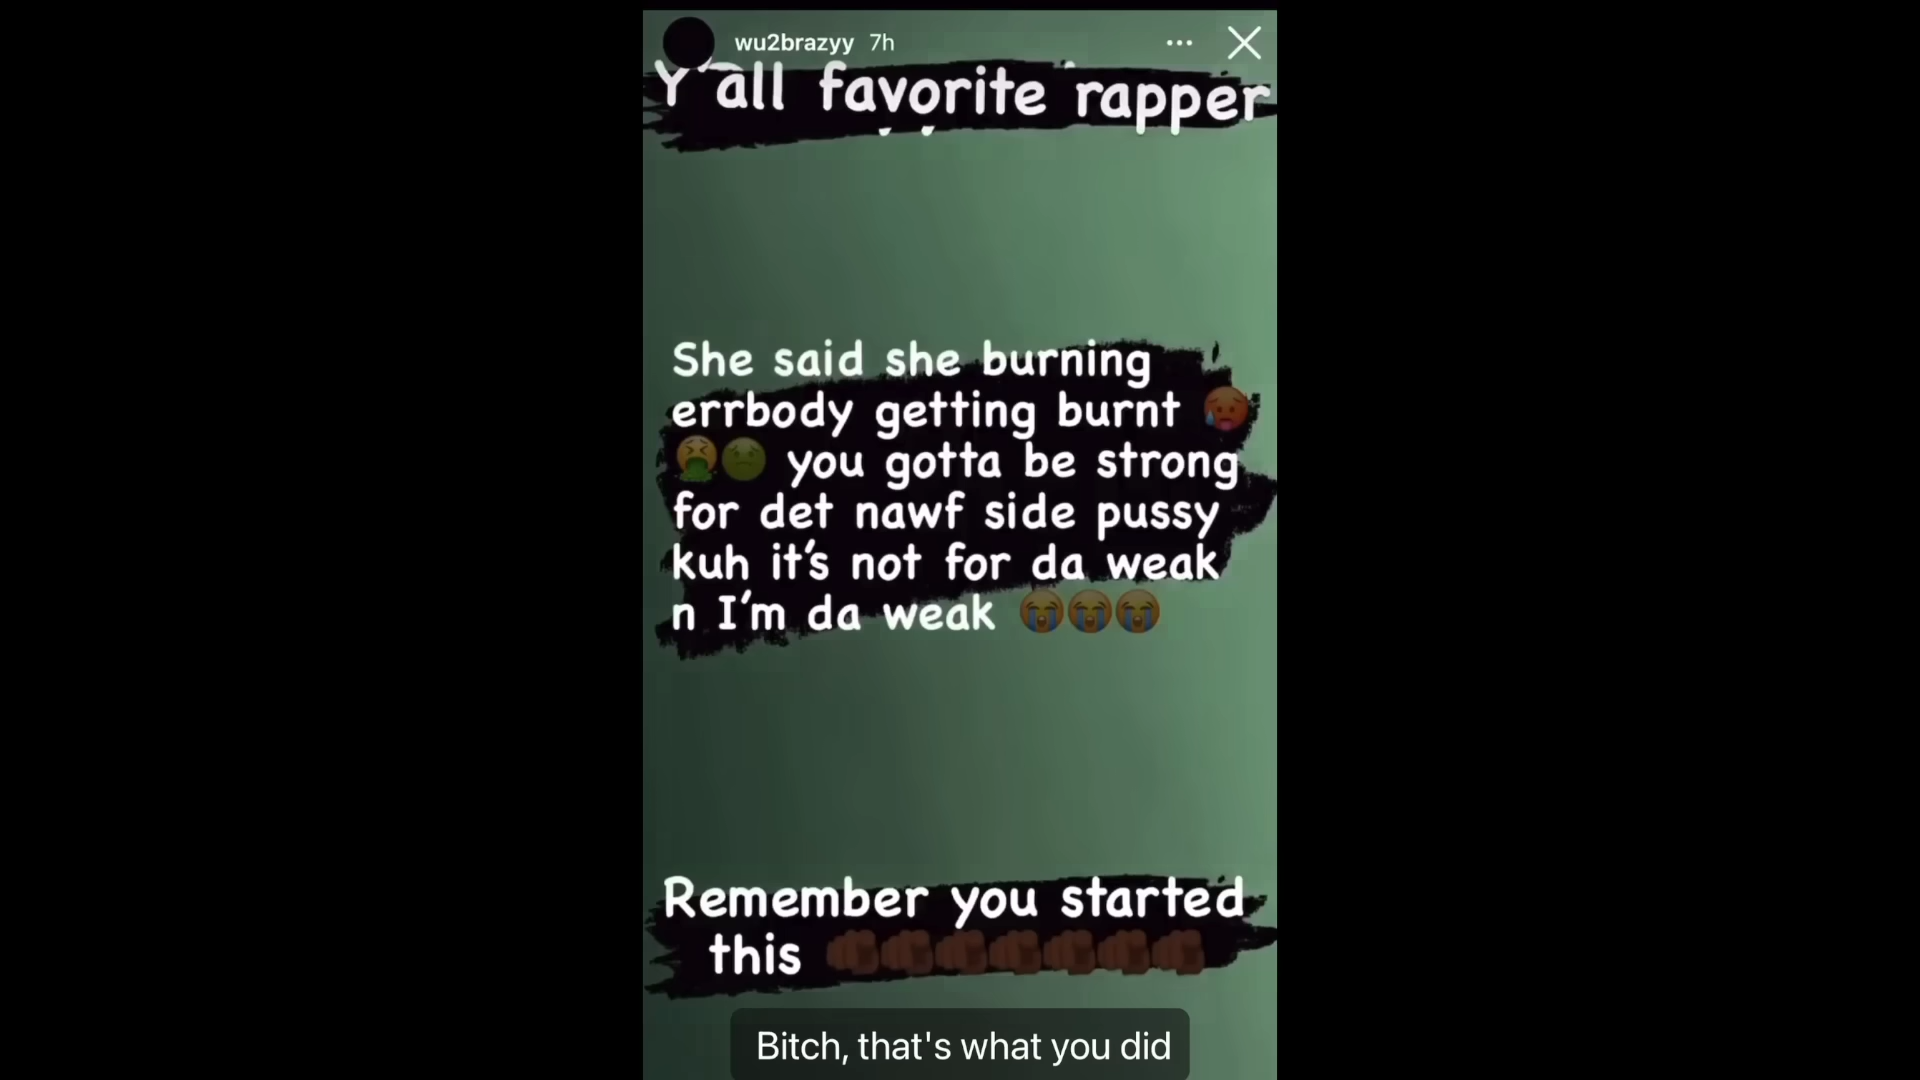 wu2brazyy 7h
Y'all favorite rapper
She said she burning
errbody getting burnt 🥵
🤮🤢 you gotta be strong
for det nawf side pussy
kuh it's not for da weak
n I'm da weak 😭😭😭
Remember you started
this 🫵🏾🫵🏾🫵🏾🫵🏾🫵🏾🫵🏾🫵🏾
Bitch, that's what you did